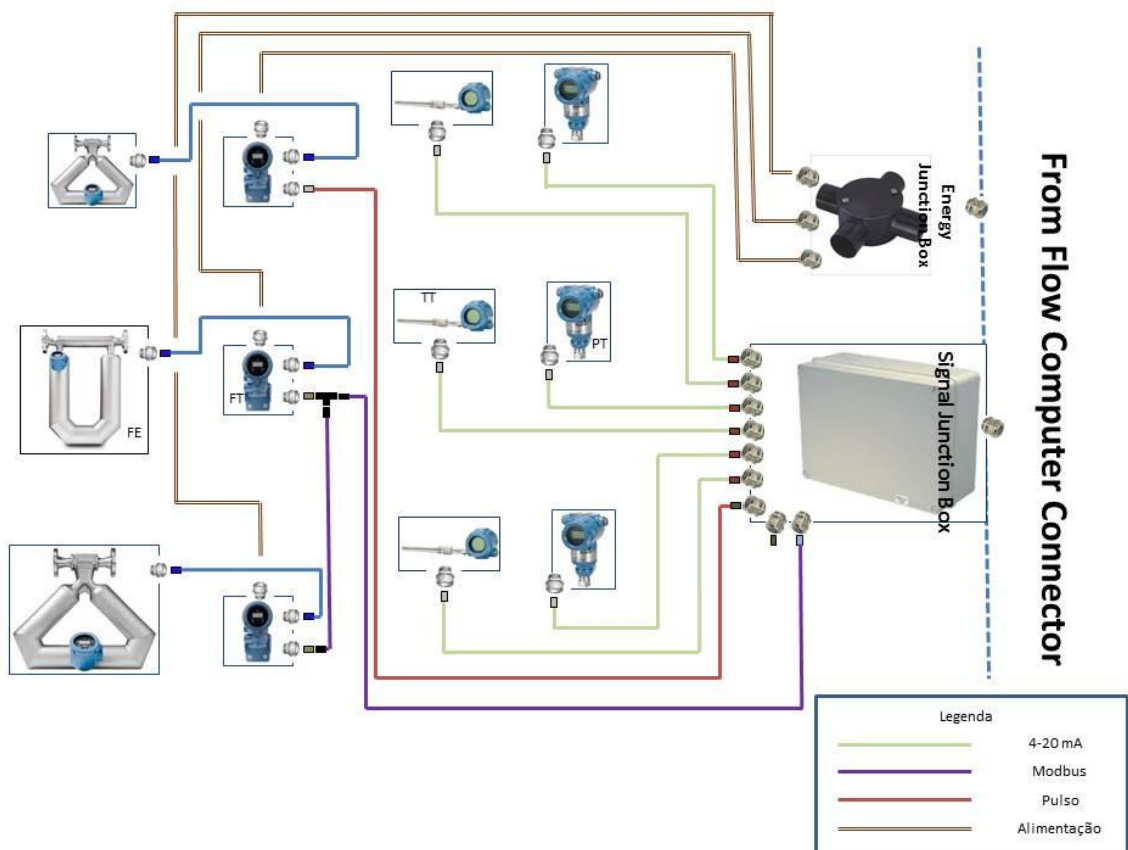 TT
PT
FT
FE
Energy
Junction Box
Signal Junction Box
From Flow Computer Connector
Legenda
4-20 mA
Modbus
Pulso
Alimentação